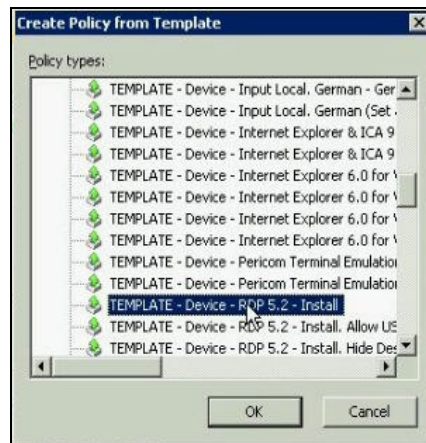 Create Policy from Template
Policy types:
TEMPLATE - Device - Input Local. German - Ger
TEMPLATE - Device - Input Local. German (Set
TEMPLATE - Device - Internet Explorer & ICA 9
TEMPLATE - Device - Internet Explorer & ICA 9
TEMPLATE - Device - Internet Explorer 6.0 for
TEMPLATE - Device - Internet Explorer 6.0 for
TEMPLATE - Device - Internet Explorer 6.0 for
TEMPLATE - Device - Internet Explorer 6.0 for
TEMPLATE - Device - Pericom Terminal Emulation
TEMPLATE - Device - Pericom Terminal Emulation
TEMPLATE - Device - RDP 5.2 - Install
TEMPLATE - Device - RDP 5.2 - Install. Allow US
TEMPLATE - Device - RDP 5.2 - Install. Hide Des
OK
Cancel